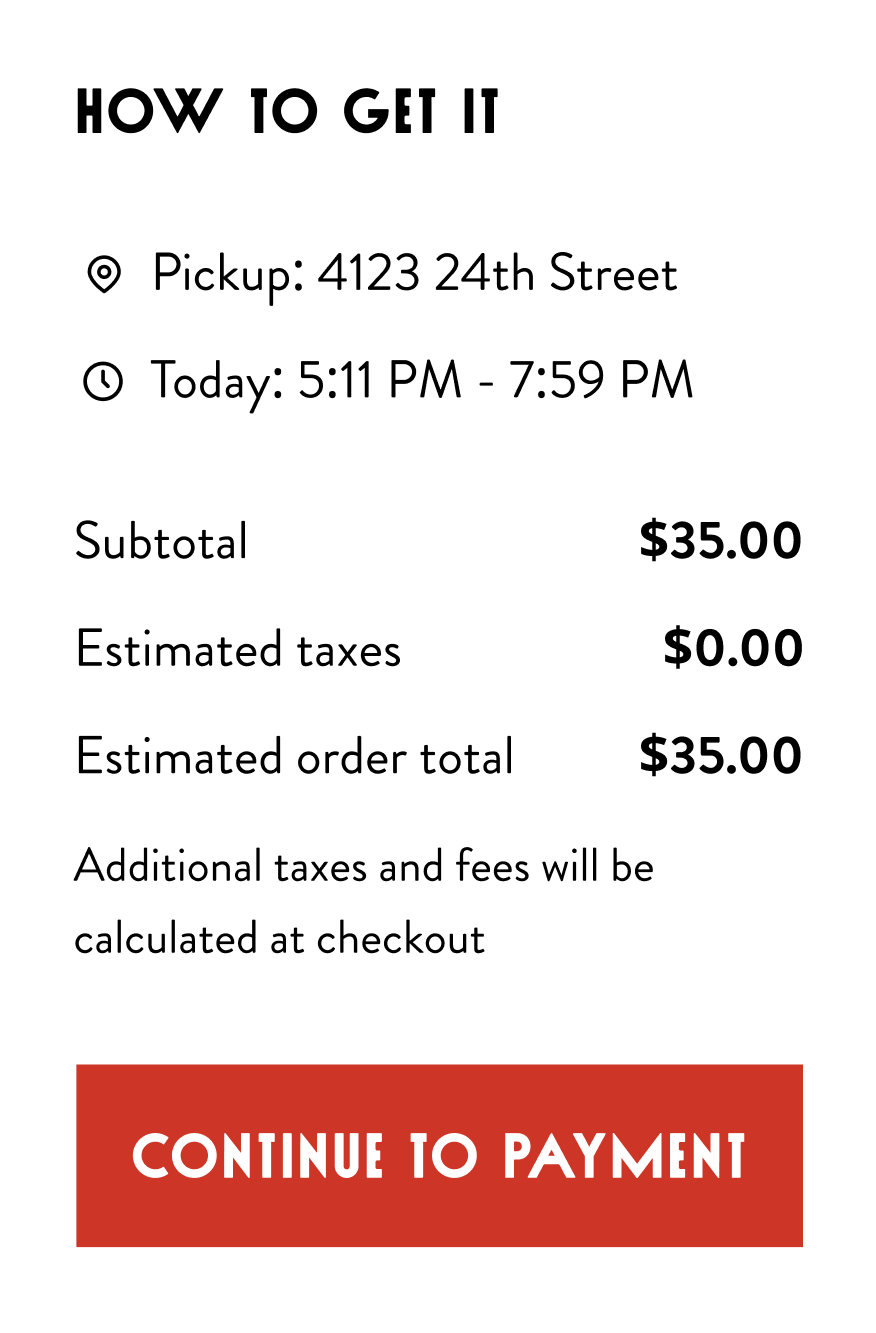 HOW TO GET IT
Pickup: 4123 24th Street
Today: 5:11 PM - 7:59 PM
Subtotal $35.00
Estimated taxes $0.00
Estimated order total $35.00
Additional taxes and fees will be
calculated at checkout
CONTINUE TO PAYMENT